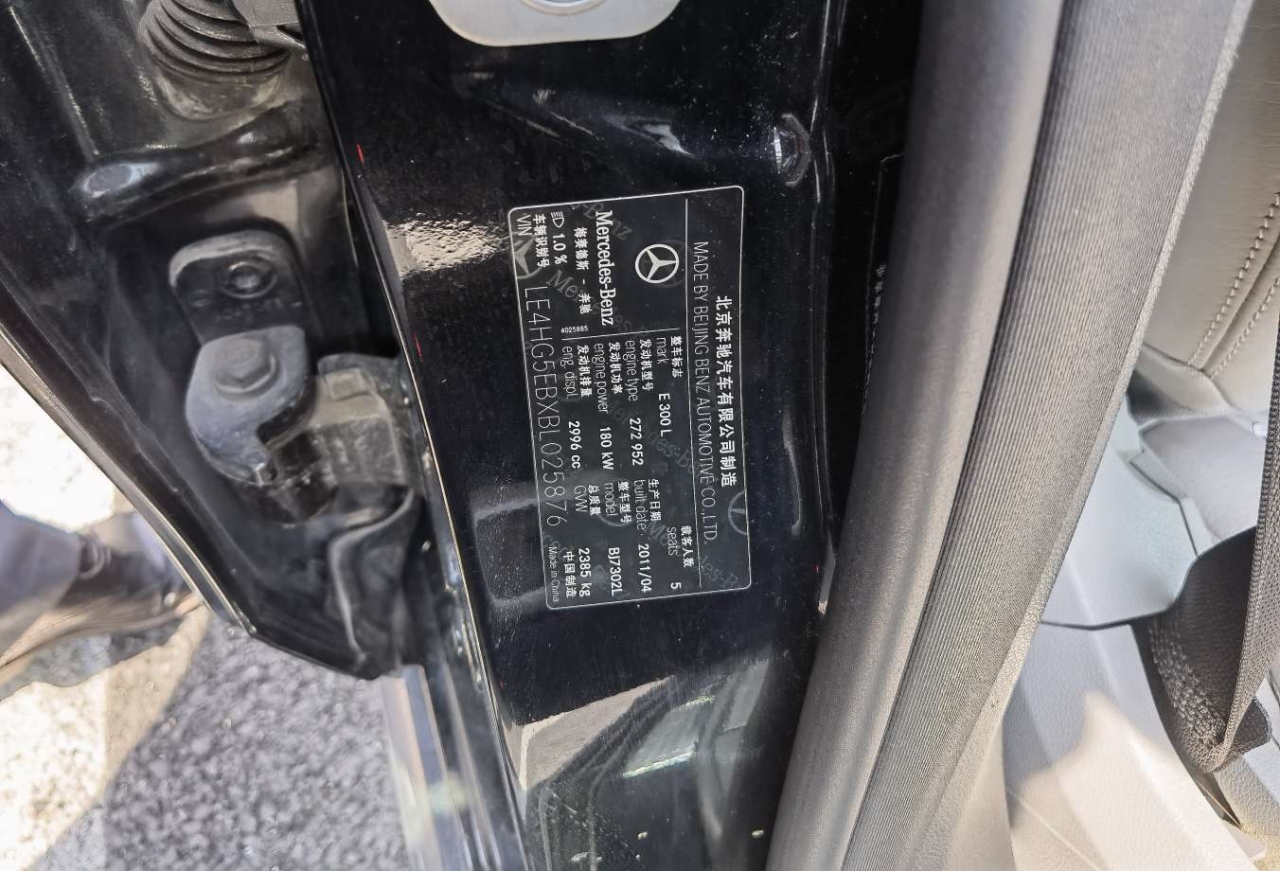 北京奔驰汽车有限公司制造
MADE BY BEIJING BENZ AUTOMOTIVE CO., LTD.
Mercedes-Benz
梅赛德斯 - 奔驰
1.0 %
4025885
整车标志
mark E 300 L
载客人数
seats 5
发动机型号
engine type 272 952
生产日期
built date 2011/04
发动机功率
engine power 180 kW
整车型号
model BJ7302L
发动机排量
eng. displ. 2996 cc
总质量
GVW 2385 kg
车辆识别号
VIN LE4HG5EBXBL025876
中国制造
Made in China